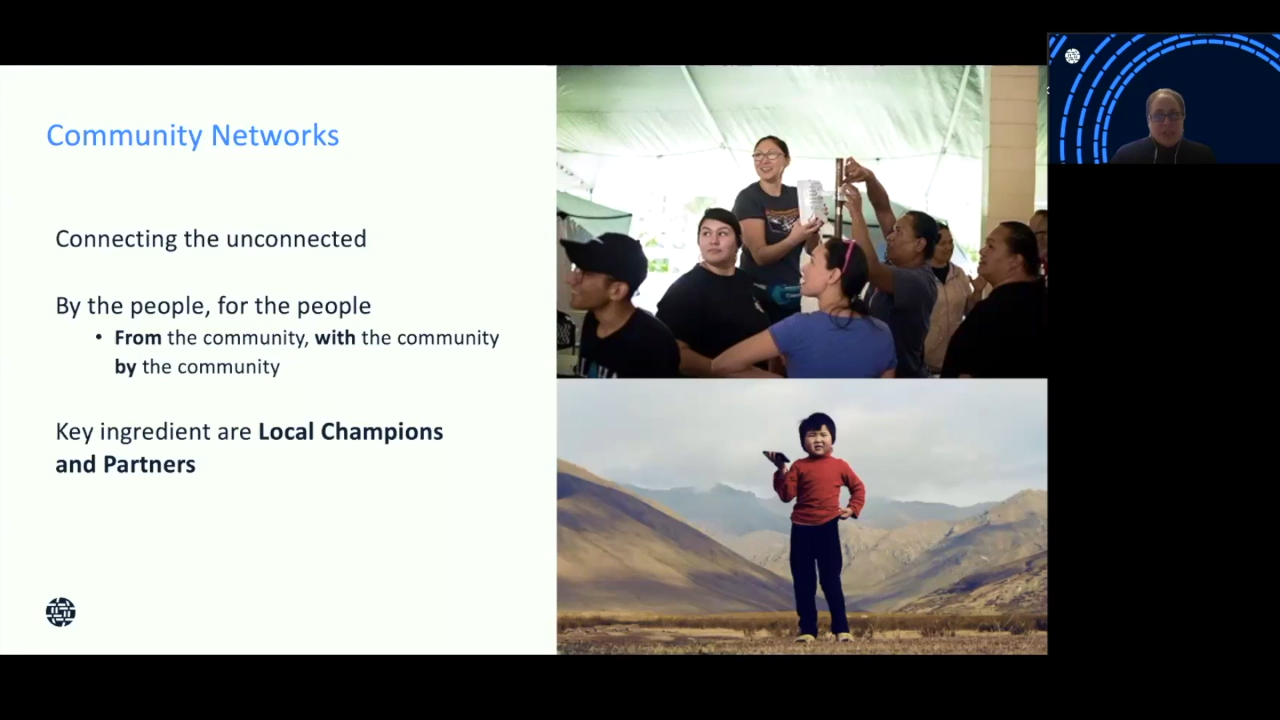 Community Networks
Connecting the unconnected
By the people, for the people
• From the community, with the community
by the community
Key ingredient are Local Champions
and Partners